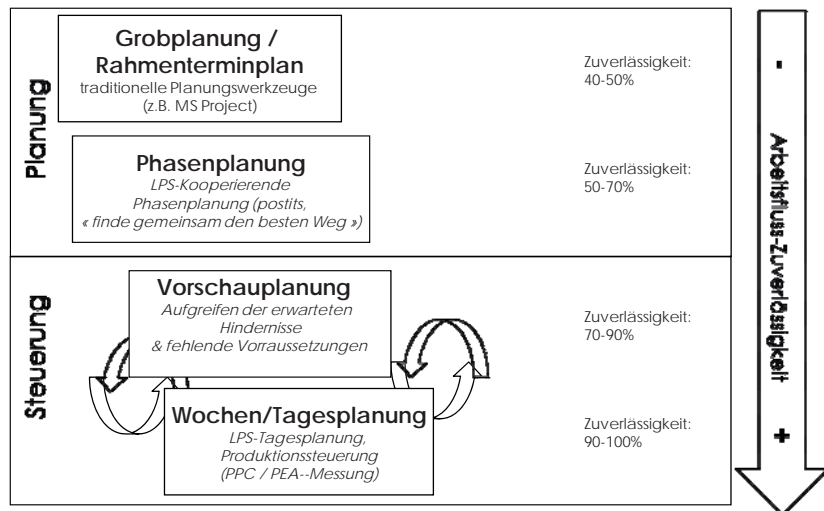 Planung
Grobplanung /
Rahmenterminplan
traditionelle Planungswerkzeuge
(z.B. MS Project)
Zuverlässigkeit:
40-50%
Phasenplanung
LPS-Kooperierende
Phasenplanung (postits,
« finde gemeinsam den besten Weg »)
Zuverlässigkeit:
50-70%
Steuerung
Vorschauplanung
Aufgreifen der erwarteten
Hindernisse
& fehlende Vorraussetzungen
Zuverlässigkeit:
70-90%
Wochen/Tagesplanung
LPS-Tagesplanung,
Produktionssteuerung
(PPC / PEA--Messung)
Zuverlässigkeit:
90-100%
-
Arbeitsfluss-Zuverlässigkeit
+